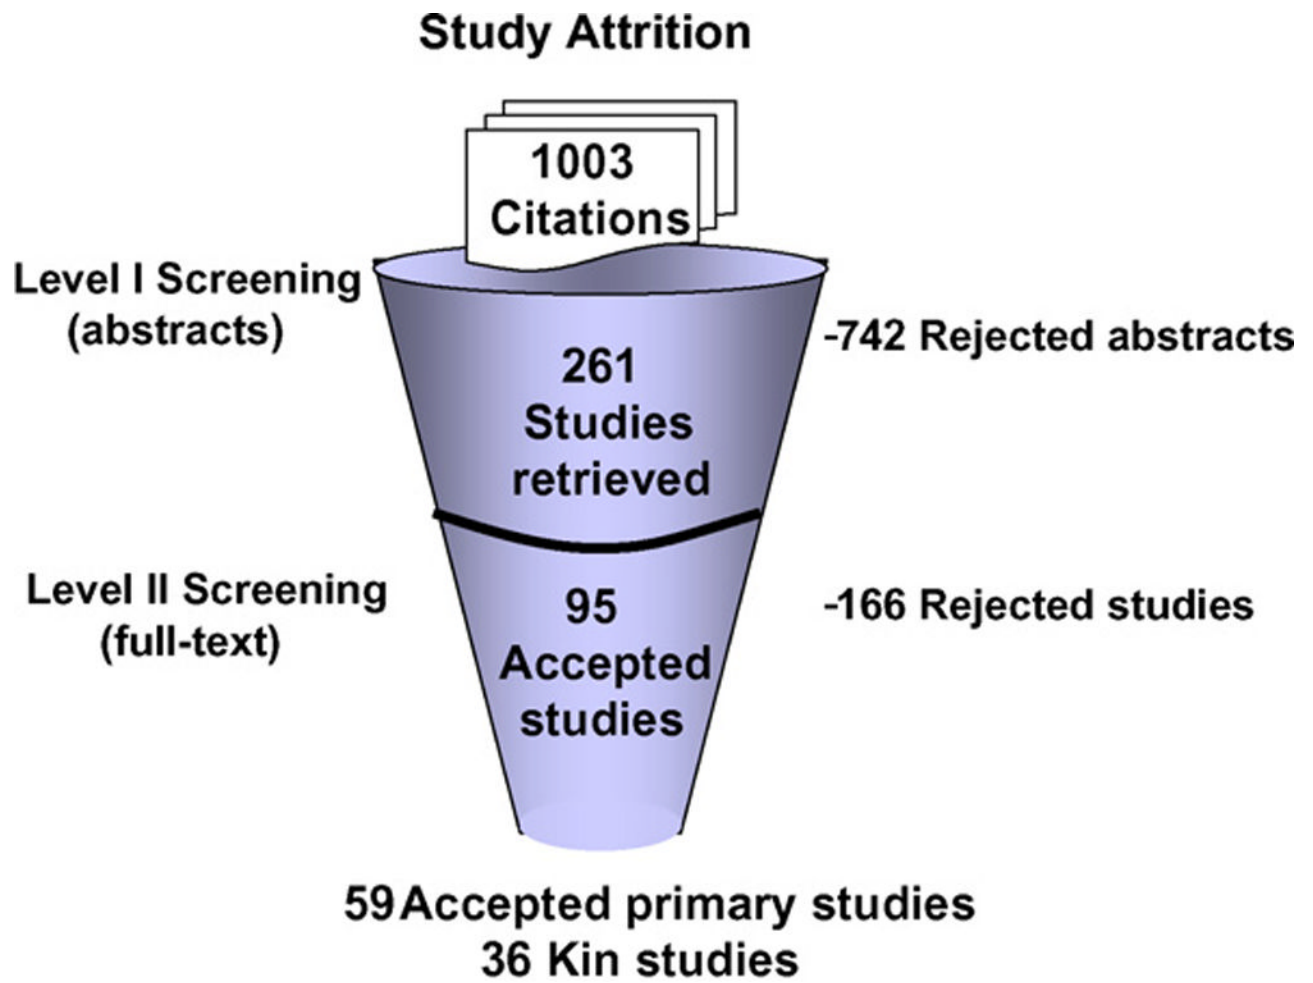 Study Attrition
1003
Citations
Level I Screening
(abstracts)
-742 Rejected abstracts
261
Studies
retrieved
Level II Screening
(full-text)
95
Accepted
studies
-166 Rejected studies
59 Accepted primary studies
36 Kin studies